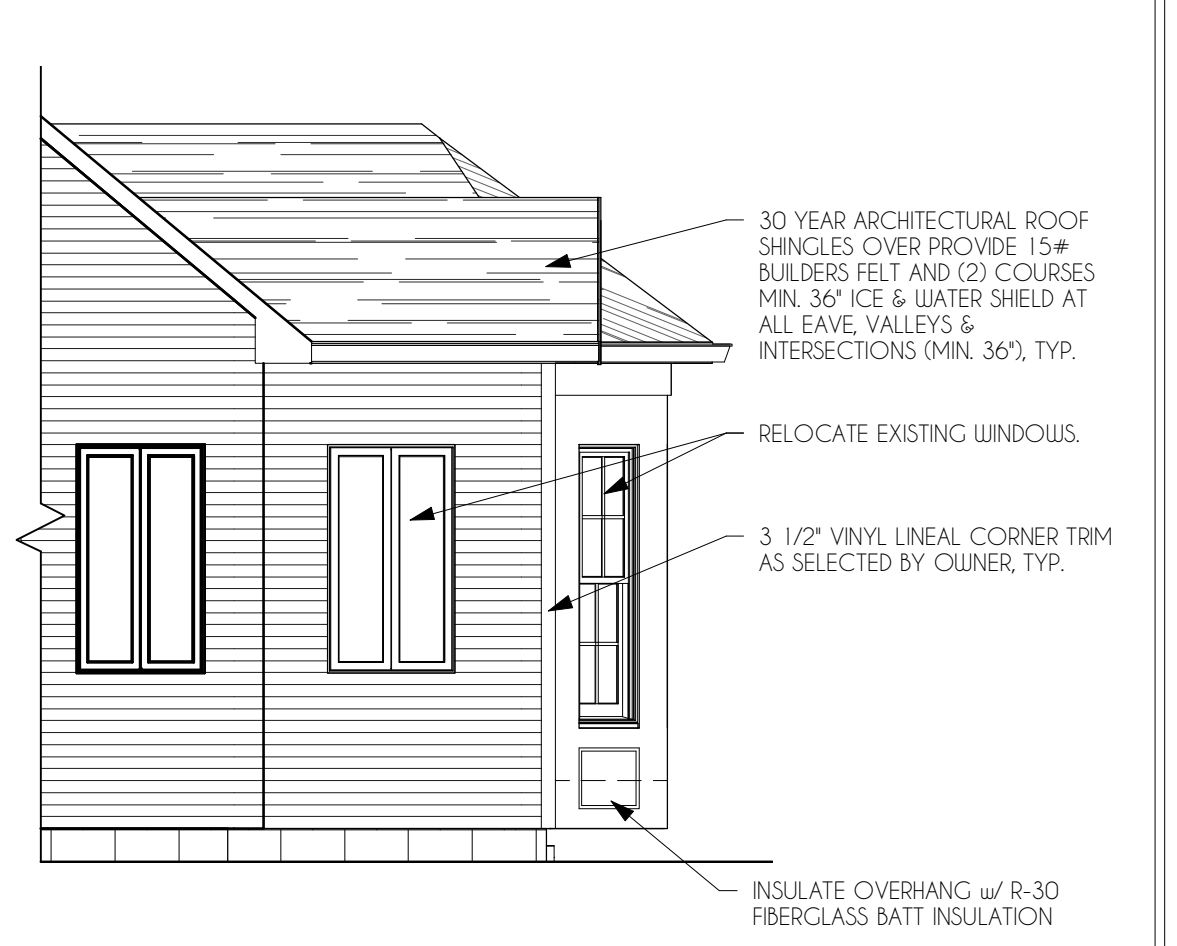 30 YEAR ARCHITECTURAL ROOF
SHINGLES OVER PROVIDE 15#
BUILDERS FELT AND (2) COURSES
MIN. 36" ICE & WATER SHIELD AT
ALL EAVE, VALLEYS &
INTERSECTIONS (MIN. 36"), TYP.
RELOCATE EXISTING WINDOWS.
3 1/2" VINYL LINEAL CORNER TRIM
AS SELECTED BY OWNER, TYP.
INSULATE OVERHANG w/ R-30
FIBERGLASS BATT INSULATION